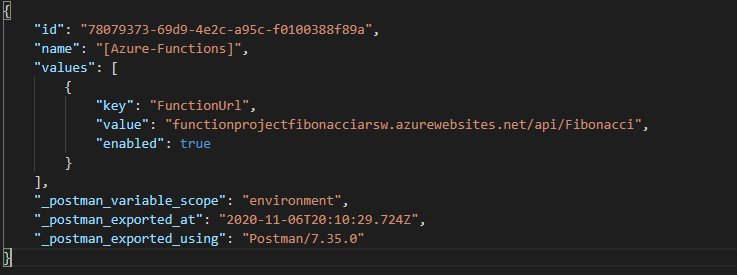 {
"id": "78079373-69d9-4e2c-a95c-f0100388f89a",
"name": "[Azure-Functions]",
"values": [
{
"key": "FunctionUrl",
"value": "functionprojectfibonacciarsw.azurewebsites.net/api/Fibonacci",
"enabled": true
}
],
"_postman_variable_scope": "environment",
"_postman_exported_at": "2020-11-06T20:10:29.724Z",
"_postman_exported_using": "Postman/7.35.0"
}